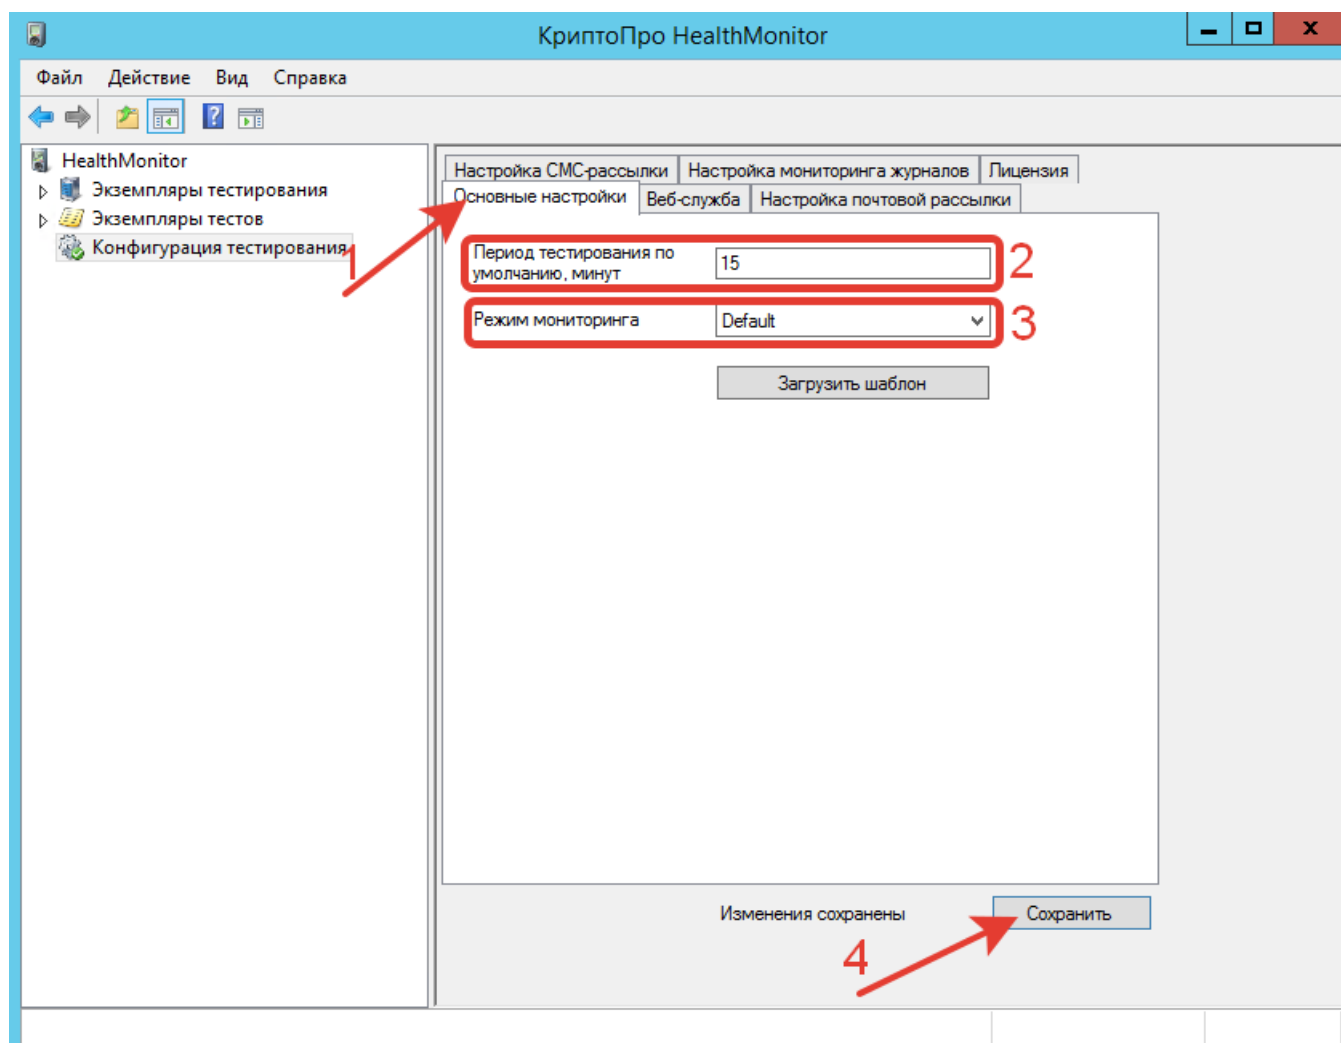 КриптоПро HealthMonitor
Файл Действие Вид Справка
HealthMonitor
Экземпляры тестирования
Экземпляры тестов
Конфигурация тестирования
Настройка СМС-рассылки Настройка мониторинга журналов Лицензия
Основные настройки Веб-служба Настройка почтовой рассылки
1
Период тестирования по
умолчанию, минут
15
2
Режим мониторинга Default
3
Загрузить шаблон
Изменения сохранены Сохранить
4